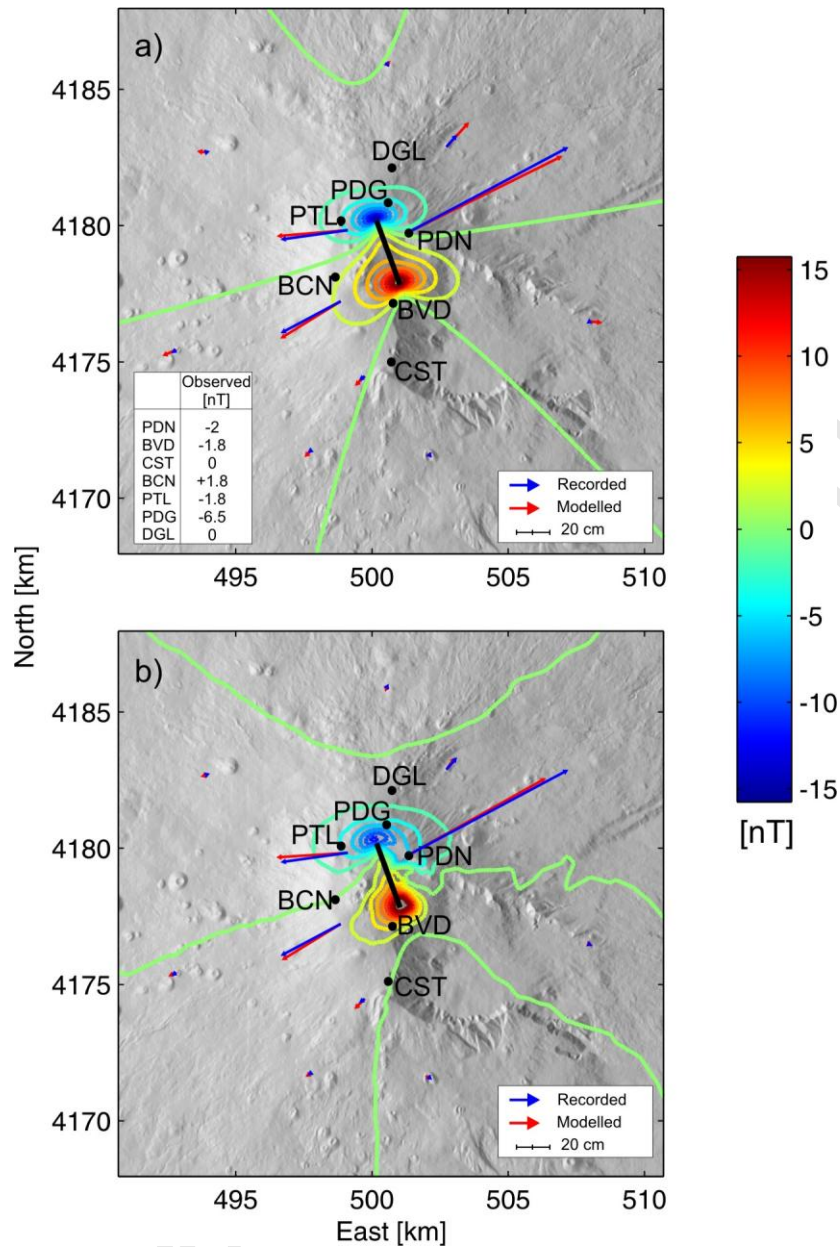 a)
4185
4180
4175
4170
DGL
PDG
PTL
PDN
BCN
BVD
CST
Observed
[nT]
PDN -2
BVD -1.8
CST 0
BCN +1.8
PTL -1.8
PDG -6.5
DGL 0
Recorded
Modelled
20 cm
495 500 505 510
North [km]
b)
4185
4180
4175
4170
DGL
PDG
PTL
PDN
BCN
BVD
CST
Recorded
Modelled
20 cm
495 500 505 510
East [km]
15
10
5
0
-5
-10
-15
[nT]